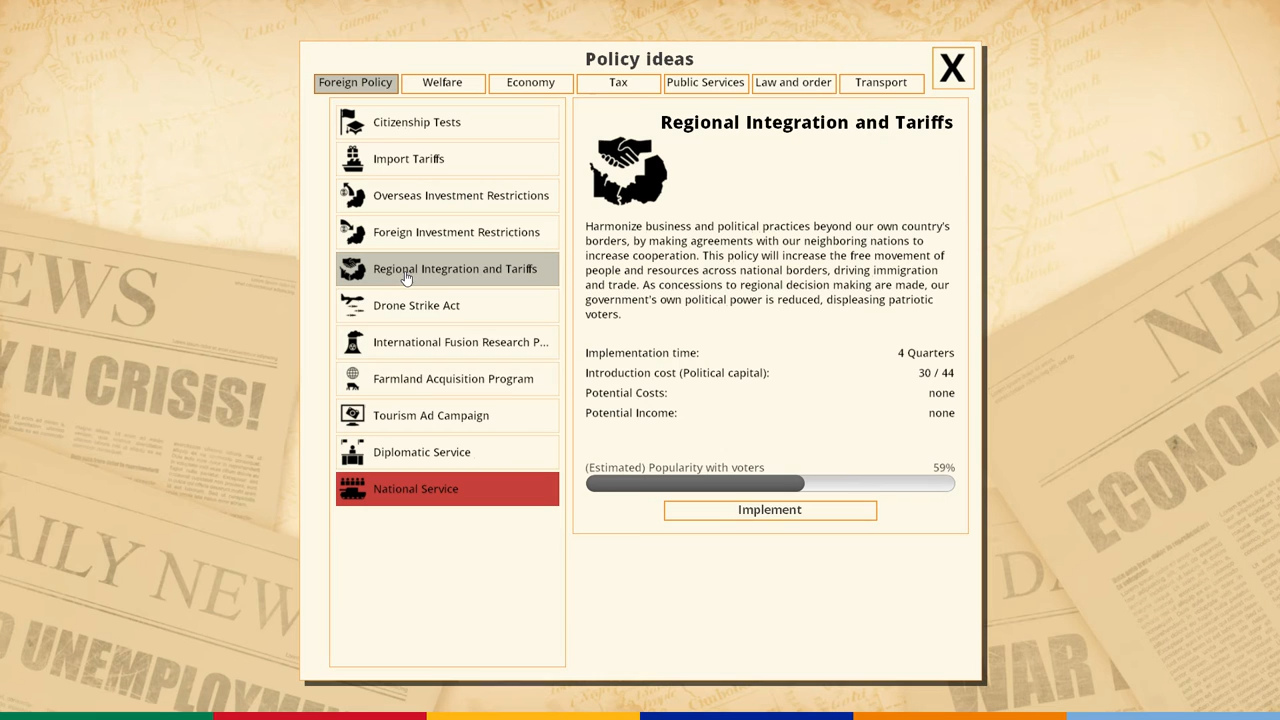 Policy ideas
X
Foreign Policy
Welfare
Economy
Tax
Public Services
Law and order
Transport
Citizenship Tests
Import Tariffs
Overseas Investment Restrictions
Foreign Investment Restrictions
Regional Integration and Tariffs
Drone Strike Act
International Fusion Research P...
Farmland Acquisition Program
Tourism Ad Campaign
Diplomatic Service
National Service
Regional Integration and Tariffs
Harmonize business and political practices beyond our own country's
borders, by making agreements with our neighboring nations to
increase cooperation. This policy will increase the free movement of
people and resources across national borders, driving immigration
and trade. As concessions to regional decision making are made, our
government's own political power is reduced, displeasing patriotic
voters.
Implementation time: 4 Quarters
Introduction cost (Political capital): 30 / 44
Potential Costs: none
Potential Income: none
(Estimated) Popularity with voters 59%
Implement
EWS
Y IN CRISIS!
AILY NEW
UNEMPLOYM
NE
ECONOM
DA
WAR